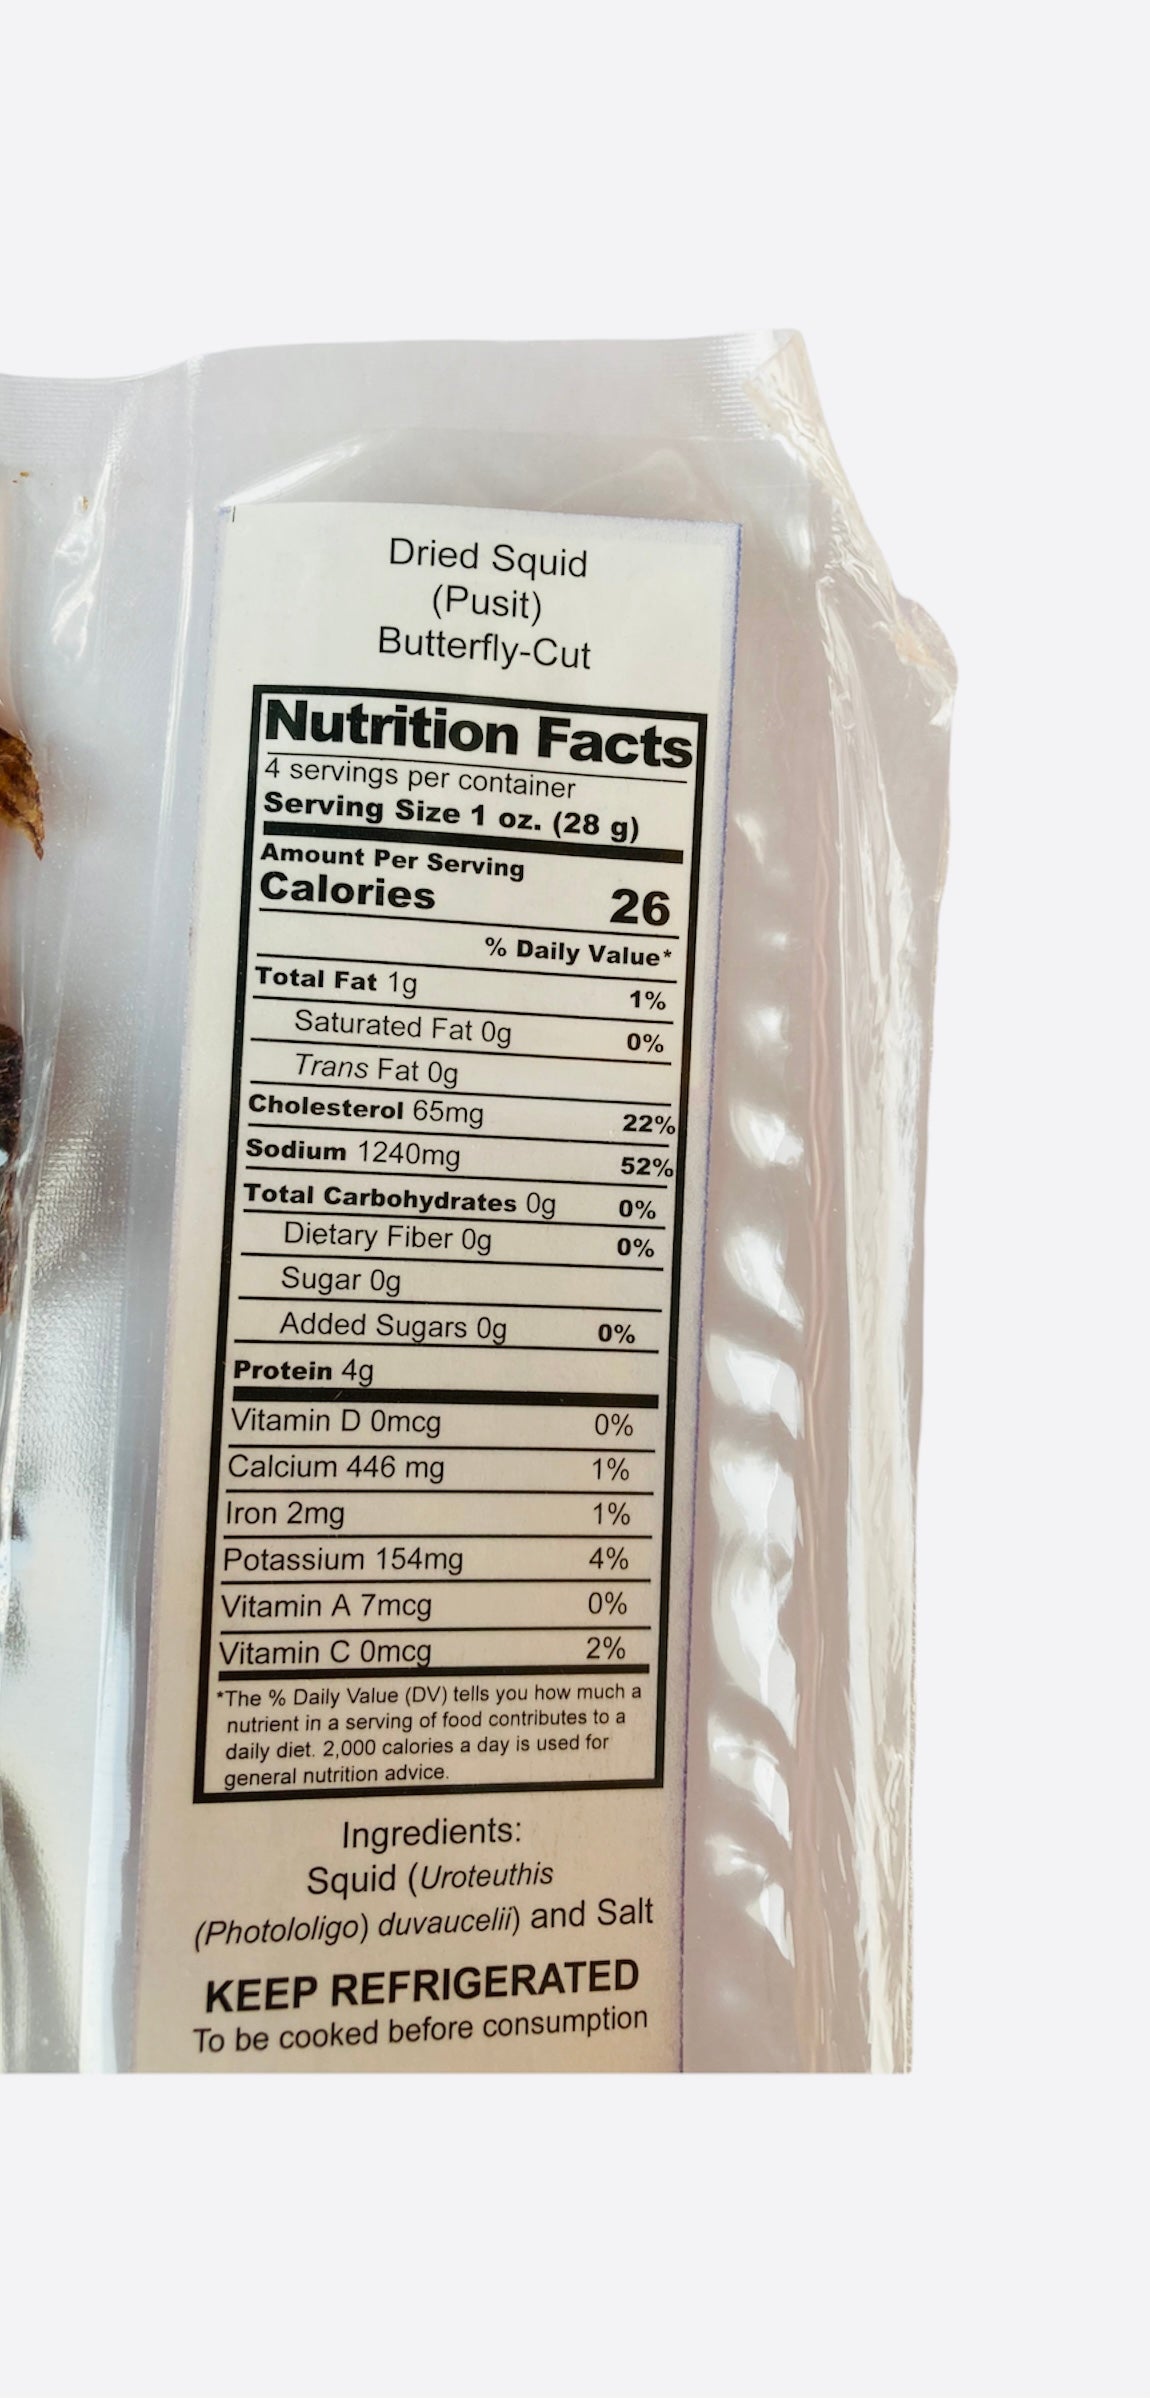 Dried Squid
(Pusit)
Butterfly-Cut
Nutrition Facts
4 servings per container
Serving Size 1 oz. (28 g)
Amount Per Serving
Calories 26
% Daily Value*
Total Fat 1g 1%
Saturated Fat 0g 0%
Trans Fat 0g
Cholesterol 65mg 22%
Sodium 1240mg 52%
Total Carbohydrates 0g 0%
Dietary Fiber 0g 0%
Sugar 0g
Added Sugars 0g 0%
Protein 4g
Vitamin D 0mcg 0%
Calcium 446 mg 1%
Iron 2mg 1%
Potassium 154mg 4%
Vitamin A 7mcg 0%
Vitamin C 0mcg 2%
*The % Daily Value (DV) tells you how much a
nutrient in a serving of food contributes to a
daily diet. 2,000 calories a day is used for
general nutrition advice.
Ingredients:
Squid (Uroteuthis
(Photololigo) duvaucelii) and Salt
KEEP REFRIGERATED
To be cooked before consumption